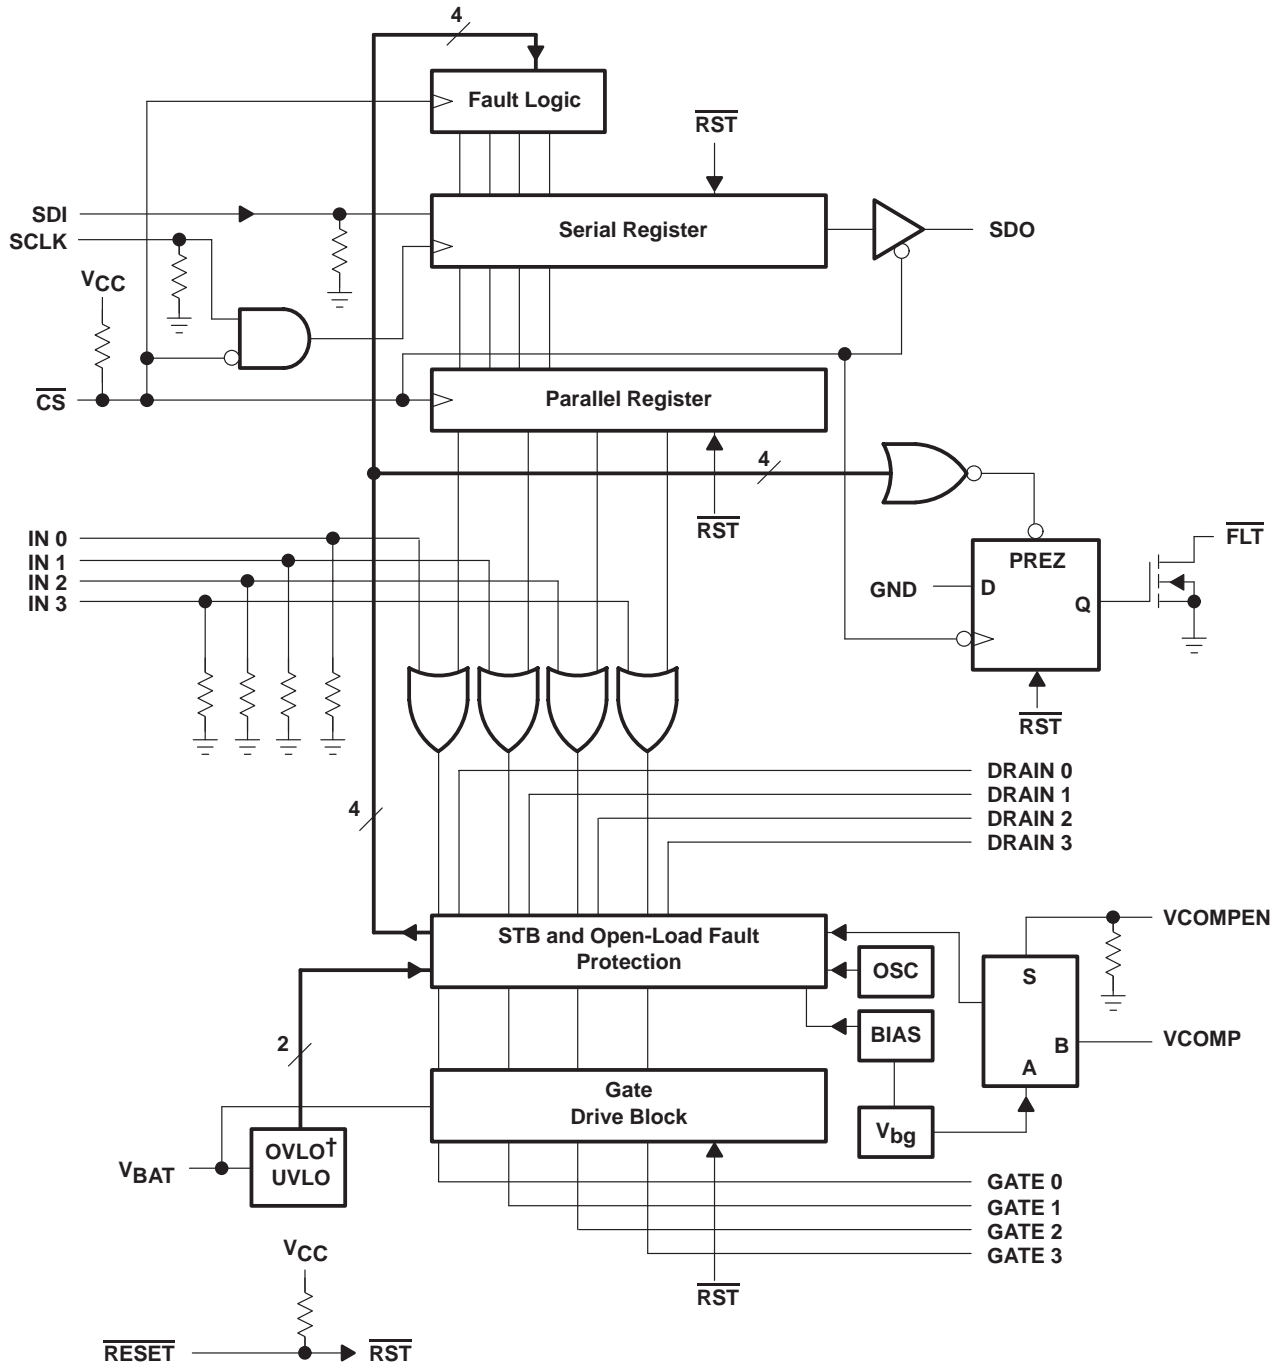 4
Fault Logic
RST
SDI
Serial Register
SDO
SCLK
VCC
CS
Parallel Register
4
RST
FLT
IN 0
IN 1
IN 2
IN 3
PREZ
GND
D
Q
RST
DRAIN 0
DRAIN 1
DRAIN 2
DRAIN 3
4
STB and Open-Load Fault
Protection
VCOMPEN
OSC
S
2
BIAS
B
VCOMP
A
Gate
Drive Block
Vbg
OVLO†
UVLO
VBAT
GATE 0
GATE 1
GATE 2
GATE 3
VCC
RST
RESET
RST